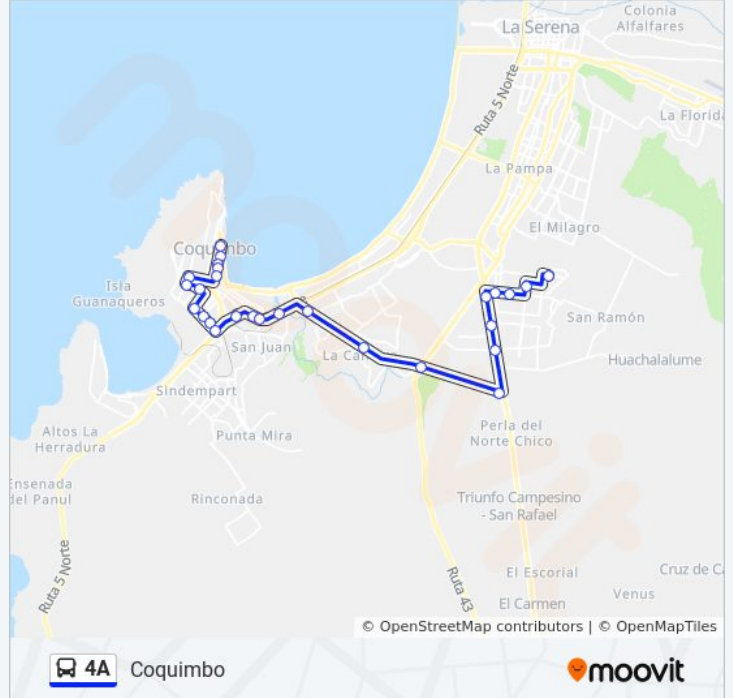 Colonia
Alfalfares
La Serena
Ruta 5 Norte
La Florida
La Pampa
El Milagro
Coquimbo
Isla
Guanaqueros
San Ramón
San Juan
Huachalalume
Sindempart
Altos La
Herradura
Punta Mira
Perla del
Norte Chico
Ensenada
del Panul
Rinconada
Triunfo Campesino
- San Rafael
Ruta 5 Norte
Ruta 43
El Escorial
Cruz de
Venus
El Carmen
© OpenStreetMap contributors | © OpenMapTiles
4A Coquimbo
moovit